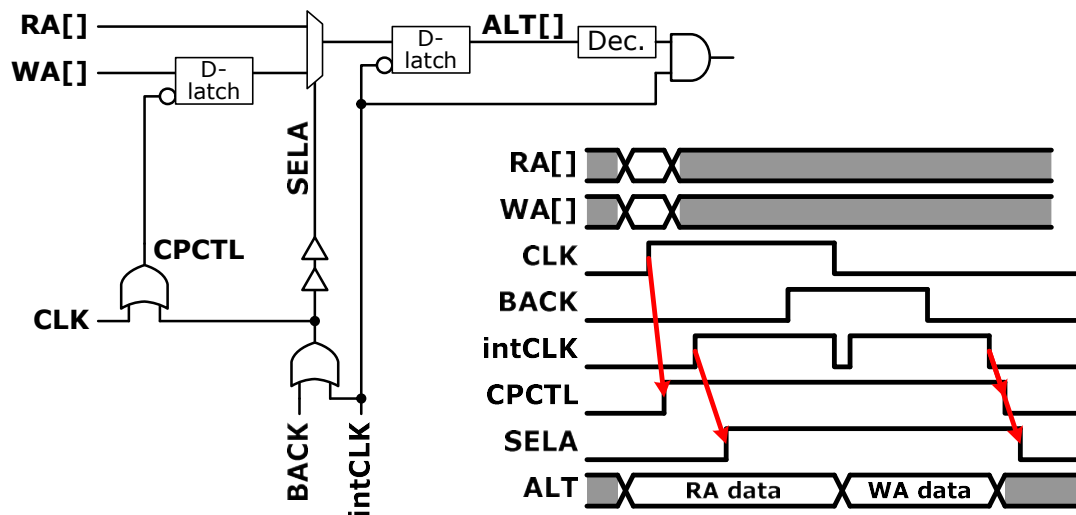 RA[]
WA[]
D-
latch
D-
latch
ALT[]
Dec.
SELA
CPCTL
CLK
BACK
intCLK
RA[]
WA[]
CLK
BACK
intCLK
CPCTL
SELA
ALT
RA data
WA data